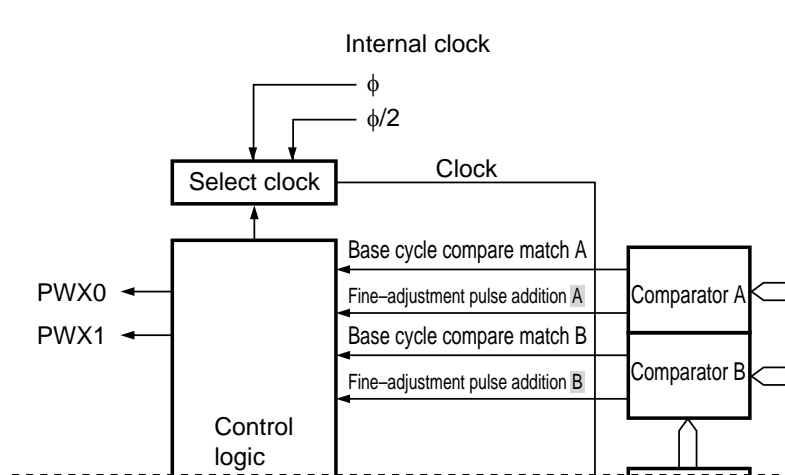 Internal clock
ϕ
ϕ/2
Select clock
Clock
Base cycle compare match A
Fine–adjustment pulse addition A
Base cycle compare match B
Fine–adjustment pulse addition B
PWX0
PWX1
Comparator A
Comparator B
Control
logic